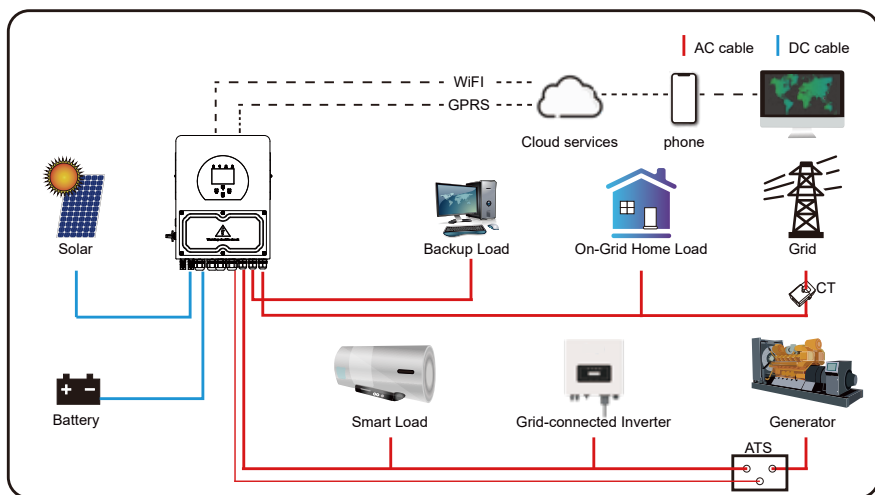 AC cable
DC cable
WiFI
GPRS
Cloud services
phone
Solar
Backup Load
On-Grid Home Load
Grid
CT
Battery
Smart Load
Grid-connected Inverter
Generator
ATS